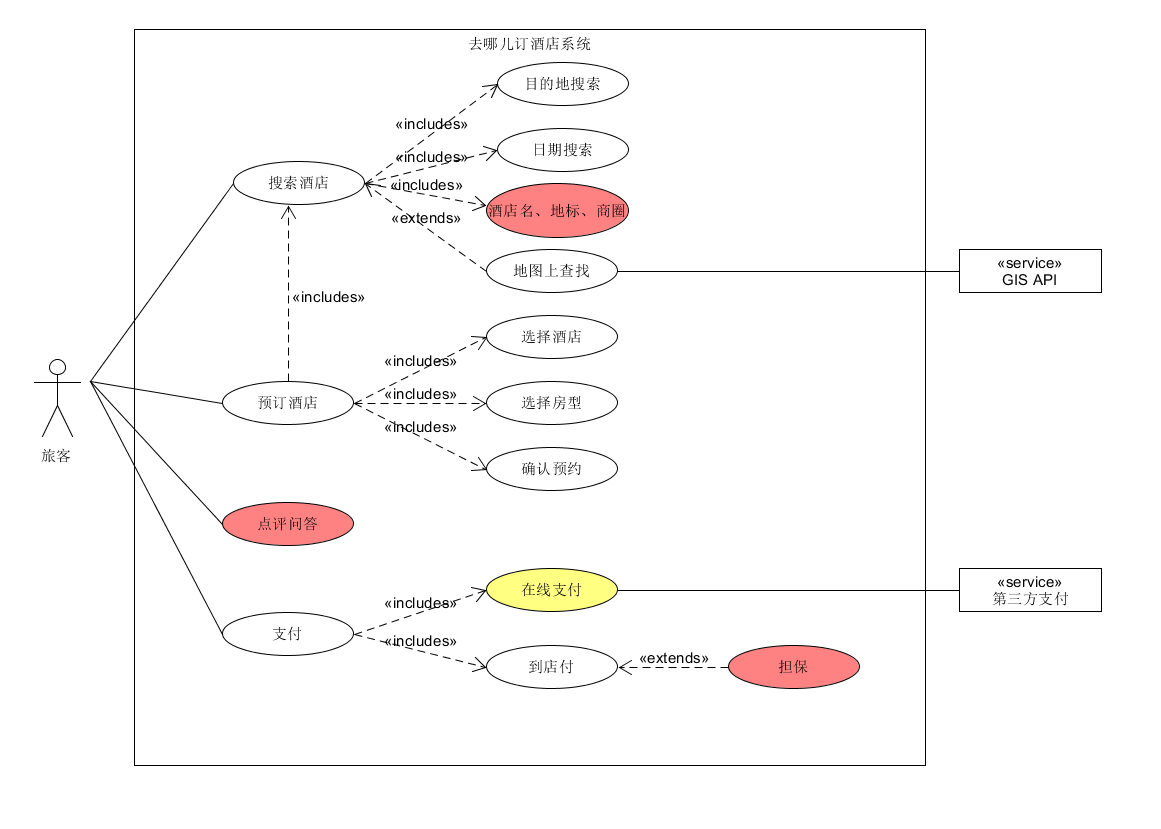 去哪儿订酒店系统
目的地搜索
«includes»
日期搜索
«includes»
搜索酒店
«includes»
酒店名、地标、商圈
«extends»
地图上查找
«service»
GIS API
«includes»
选择酒店
«includes»
预订酒店
«includes»
选择房型
«includes»
旅客
确认预约
点评问答
在线支付
«service»
第三方支付
«includes»
支付
«includes»
到店付
«extends»
担保